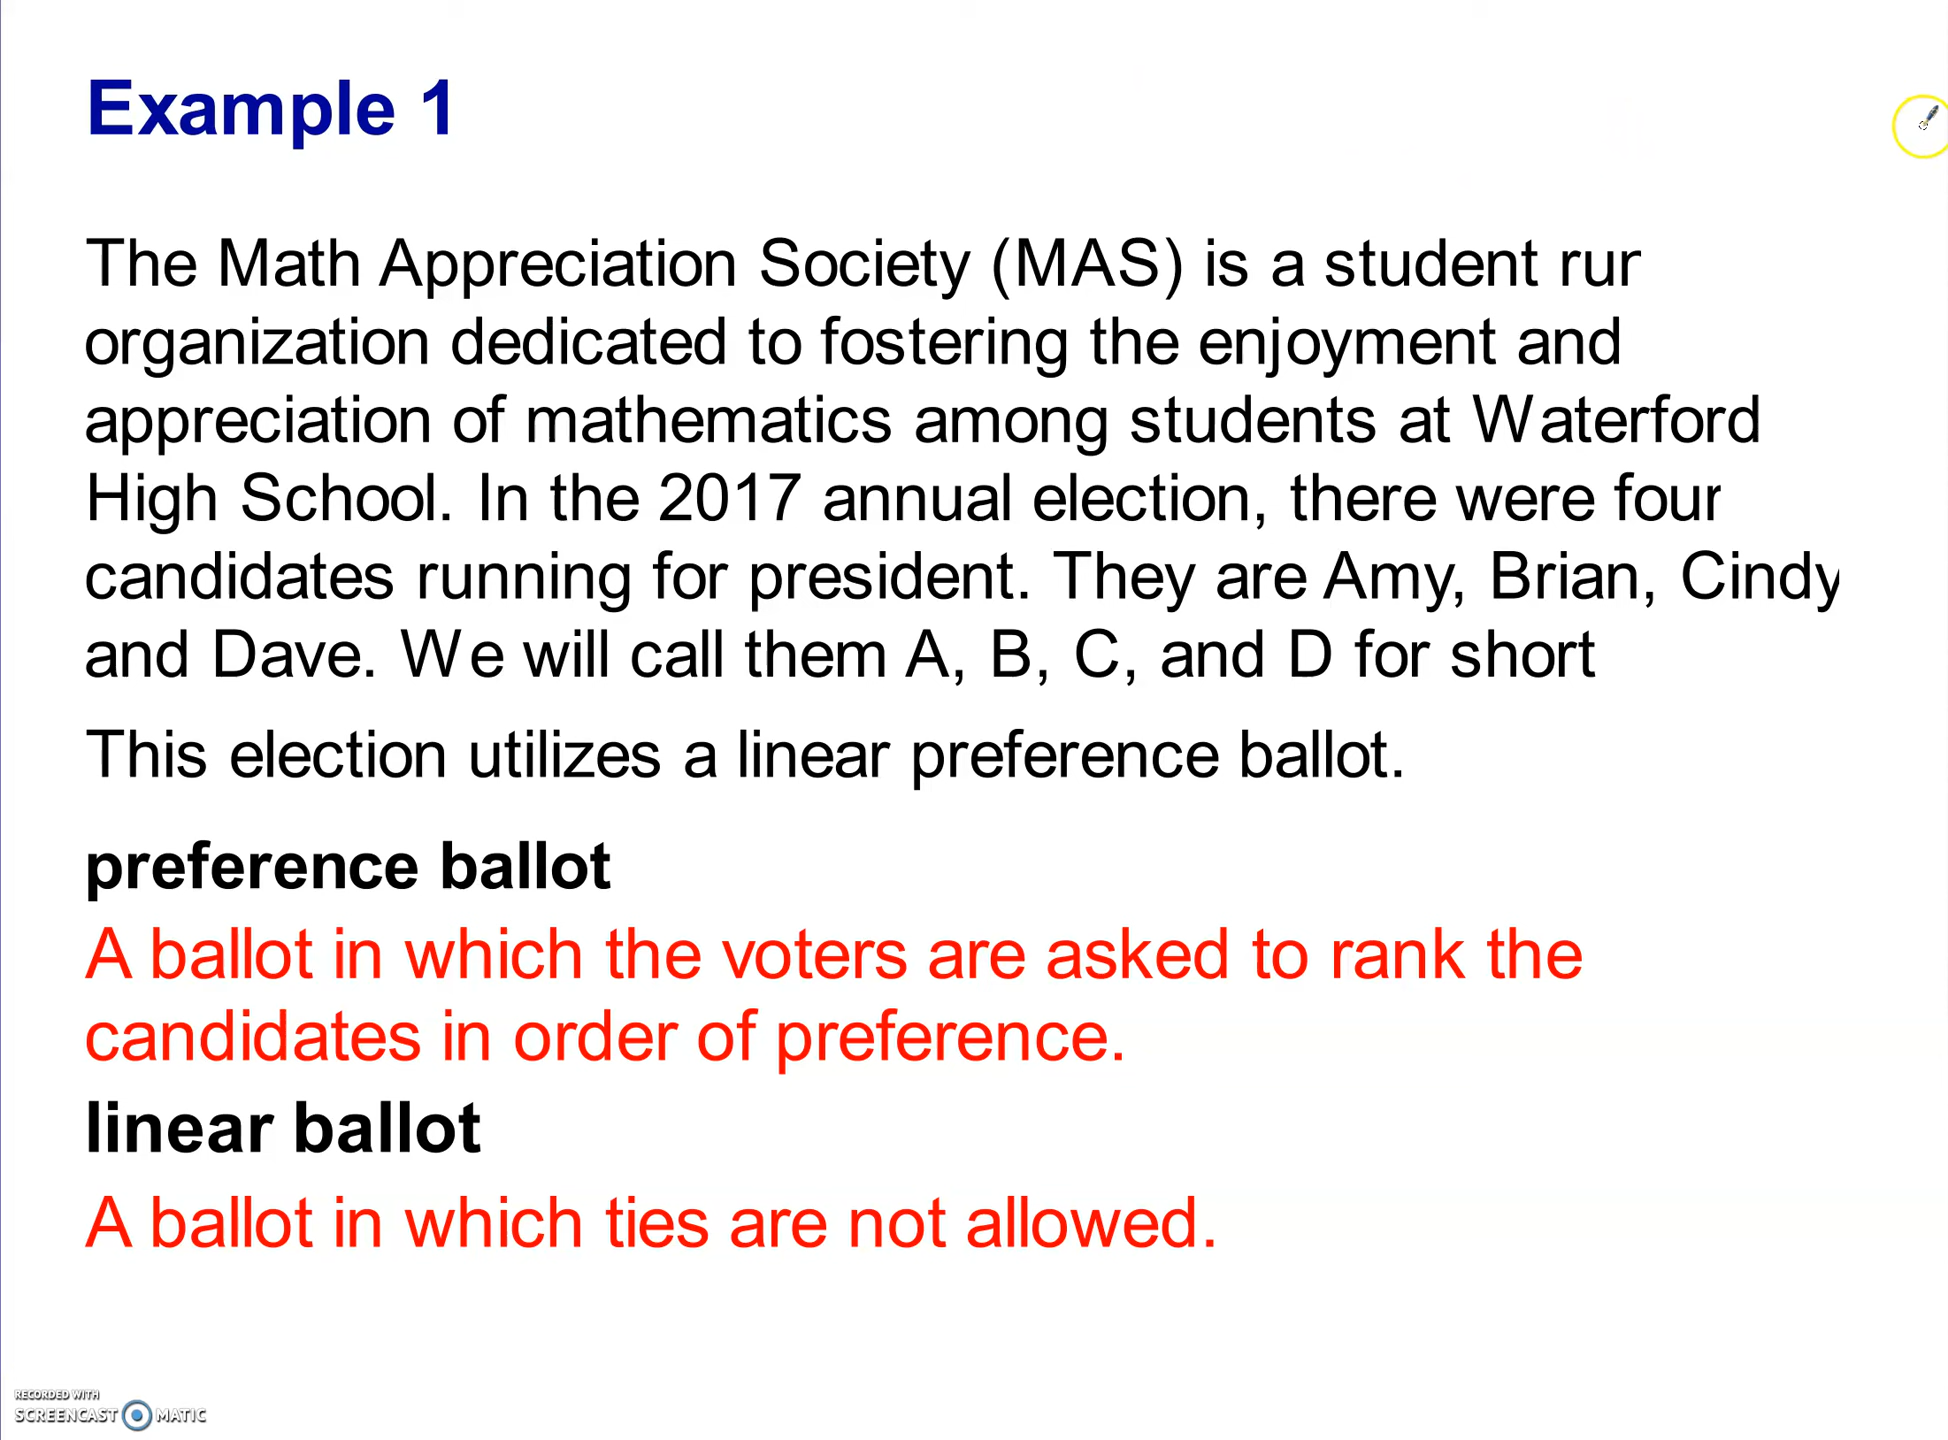 Example 1
The Math Appreciation Society (MAS) is a student run
organization dedicated to fostering the enjoyment and
appreciation of mathematics among students at Waterford
High School. In the 2017 annual election, there were four
candidates running for president. They are Amy, Brian, Cindy
and Dave. We will call them A, B, C, and D for short
This election utilizes a linear preference ballot.
preference ballot
A ballot in which the voters are asked to rank the
candidates in order of preference.
linear ballot
A ballot in which ties are not allowed.
RECORDED WITH
SCREENCAST MATIC